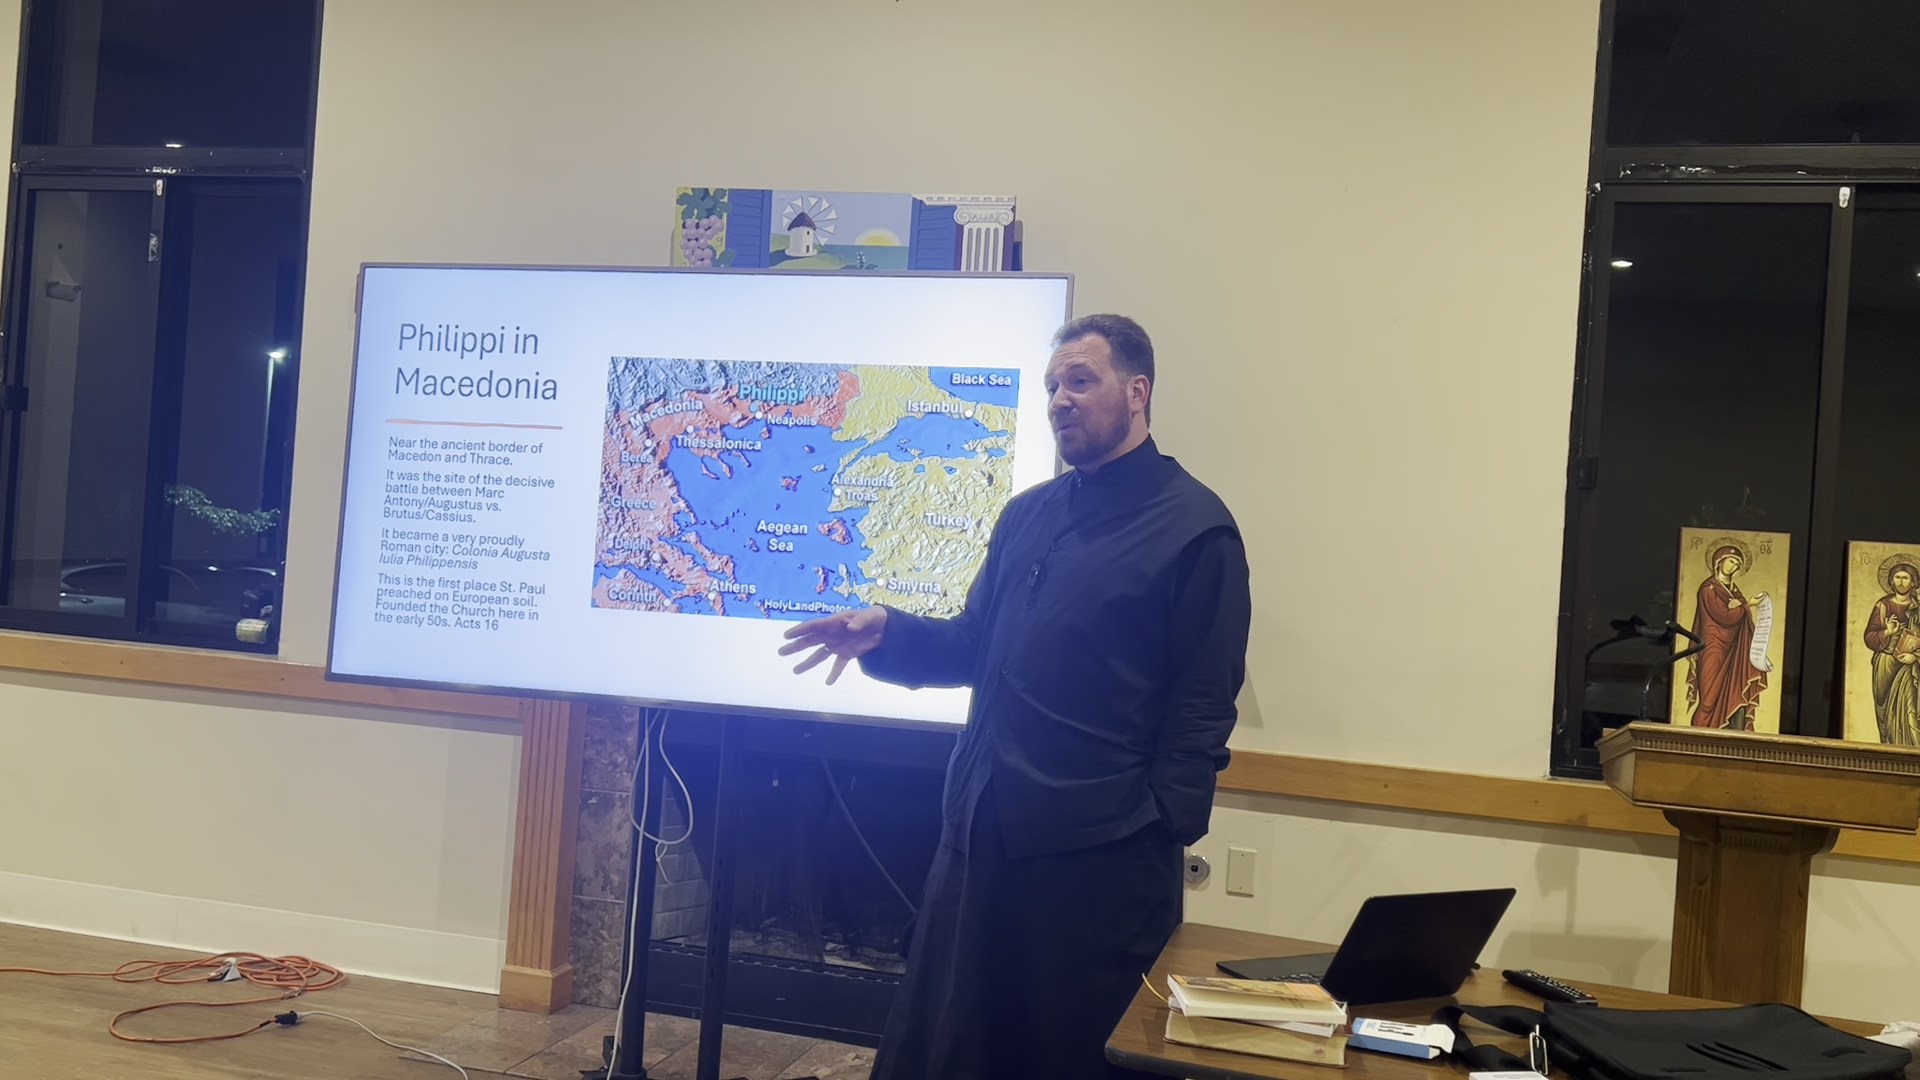 Philippi in
Macedonia
Near the ancient border of
Macedon and Thrace.
It was the site of the decisive
battle between Marc
Antony/Augustus vs.
Brutus/Cassius.
It became a very proudly
Roman city: Colonia Augusta
Iulia Philippensis
This is the first place St. Paul
preached on European soil.
Founded the Church here in
the early 50s. Acts 16
Black Sea
Philippi
Istanbul
Macedonia
Neapolis
Thessalonica
Berea
Alexandria
Troas
Greece
Turkey
Aegean
Sea
Delphi
Smyrna
Athens
Corinth
HolyLandPhotos